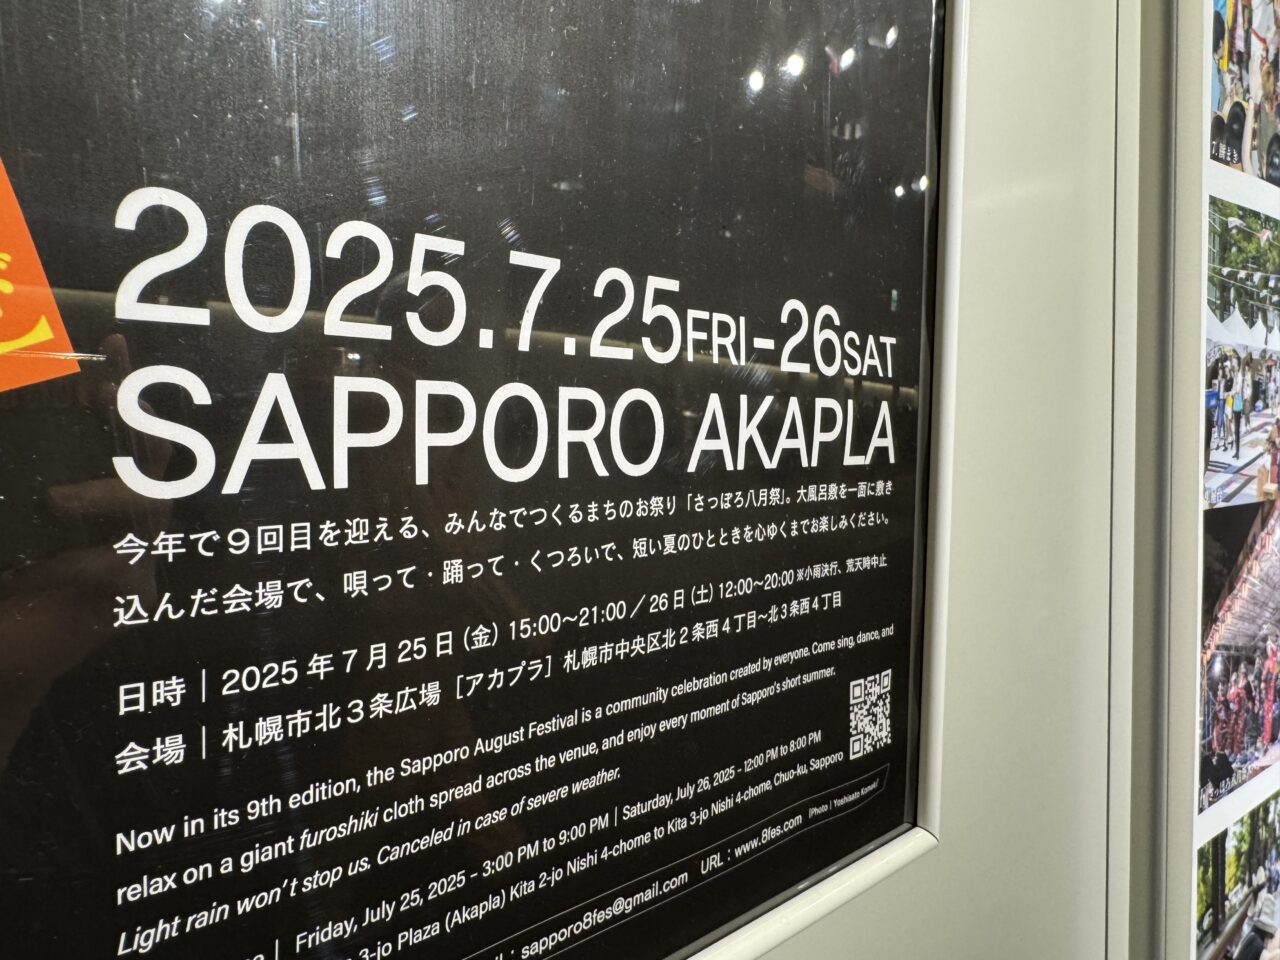 2025.7.25FRI-26SAT
SAPPORO AKAPLA
今年で9回目を迎える、みんなでつくるまちのお祭り「さっぽろ八月祭」。大風呂敷を一面に敷き
込んだ会場で、唄って・踊って・くつろいで、短い夏のひとときを心ゆくまでお楽しみください。
日時｜2025年7月25日（金）15:00〜21:00／26日（土）12:00〜20:00 ※小雨決行、荒天時中止
会場｜札幌市北3条広場［アカプラ］札幌市中央区北2条西4丁目〜北3条西4丁目
Now in its 9th edition, the Sapporo August Festival is a community celebration created by everyone. Come sing, dance, and
relax on a giant furoshiki cloth spread across the venue, and enjoy every moment of Sapporo's short summer.
Light rain won't stop us. Canceled in case of severe weather.
| Friday, July 25, 2025 – 3:00 PM to 9:00 PM | Saturday, July 26, 2025 – 12:00 PM to 8:00 PM
3-jo Plaza (Akapla) Kita 2-jo Nishi 4-chome to Kita 3-jo Nishi 4-chome, Chuo-ku, Sapporo
: sapporo8fes@gmail.com URL : www.8fes.com [Photo | Yoshisato Komaki]